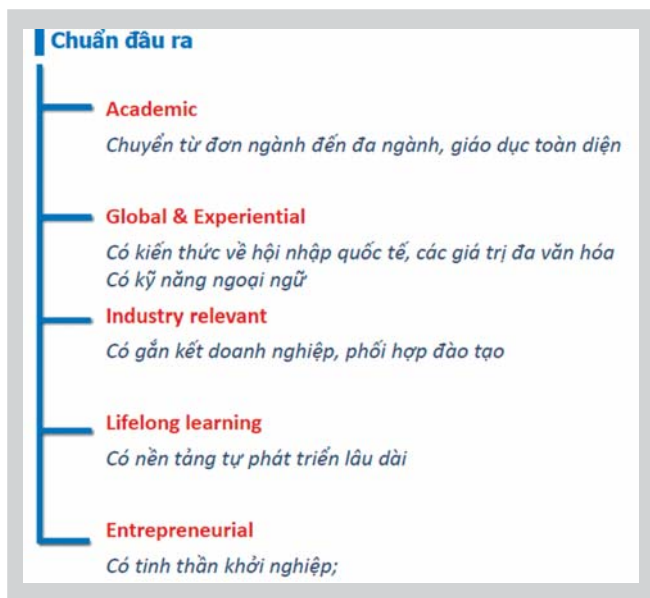 Chuẩn đầu ra
Academic
Chuyển từ đơn ngành đến đa ngành, giáo dục toàn diện
Global & Experiential
Có kiến thức về hội nhập quốc tế, các giá trị đa văn hóa
Có kỹ năng ngoại ngữ
Industry relevant
Có gắn kết doanh nghiệp, phối hợp đào tạo
Lifelong learning
Có nền tảng tự phát triển lâu dài
Entrepreneurial
Có tinh thần khởi nghiệp;